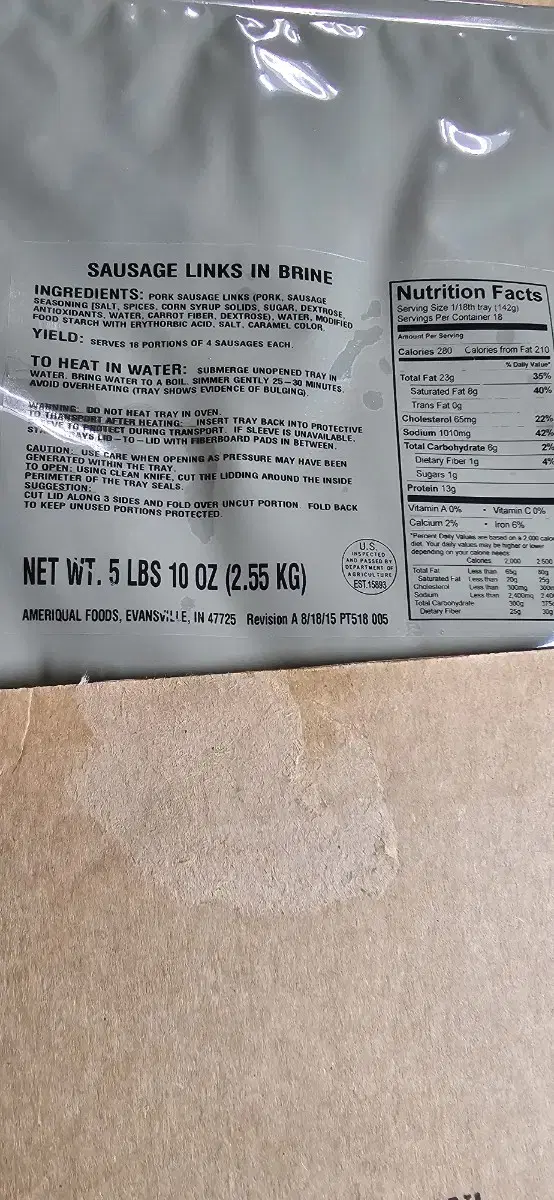 SAUSAGE LINKS IN BRINE
INGREDIENTS: PORK SAUSAGE LINKS (PORK, SAUSAGE
SEASONING [SALT, SPICES, CORN SYRUP SOLIDS, SUGAR, DEXTROSE,
ANTIOXIDANTS, WATER, CARROT FIBER, DEXTROSE), WATER, MODIFIED
FOOD STARCH WITH ERYTHORBIC ACID, SALT, CARAMEL COLOR.
YIELD: SERVES 18 PORTIONS OF 4 SAUSAGES EACH.
TO HEAT IN WATER: SUBMERGE UNOPENED TRAY IN
WATER. BRING WATER TO A BOIL. SIMMER GENTLY 25-30 MINUTES.
AVOID OVERHEATING (TRAY SHOWS EVIDENCE OF BULGING).
WARNING: DO NOT HEAT TRAY IN OVEN.
TO TRANSPORT AFTER HEATING: INSERT TRAY BACK INTO PROTECTIVE
TO PROTECT DURING TRANSPORT. IF SLEEVE IS UNAVAILABLE,
LID-TO-LID WITH FIBERBOARD PADS IN BETWEEN.
CAUTION: USE CARE WHEN OPENING AS PRESSURE MAY HAVE BEEN
GENERATED WITHIN THE TRAY.
TO OPEN: USING CLEAN KNIFE, CUT THE LIDDING AROUND THE INSIDE
PERIMETER OF THE TRAY SEALS.
SUGGESTION:
CUT LID ALONG 3 SIDES AND FOLD OVER UNCUT PORTION. FOLD BACK
TO KEEP UNUSED PORTIONS PROTECTED.
NET WT. 5 LBS 10 OZ (2.55 KG)
U.S.
INSPECTED
AND PASSED BY
DEPARTMENT OF
AGRICULTURE
EST.15893
AMERIQUAL FOODS, EVANSVILLE, IN 47725 Revision A 8/18/15 PT518 005
Nutrition Facts
Serving Size 1/18th tray (142g)
Servings Per Container 18
Amount Per Serving
Calories 280 Calories from Fat 210
% Daily Value*
Total Fat 23g 35%
Saturated Fat 8g 40%
Trans Fat 0g
Cholesterol 65mg 22%
Sodium 1010mg 42%
Total Carbohydrate 6g 2%
Dietary Fiber 1g 4%
Sugars 1g
Protein 13g
Vitamin A 0% • Vitamin C 0%
Calcium 2% • Iron 6%
*Percent Daily Values are based on a 2,000 calo
diet. Your daily values may be higher or lower
depending on your calorie needs:
Calories 2,000 2,500
Total Fat Less than 65g 80g
Saturated Fat Less than 20g 25g
Cholesterol Less than 300mg 300m
Sodium Less than 2,400mg 2,40
Total Carbohydrate 300g 375g
Dietary Fiber 25g 30g